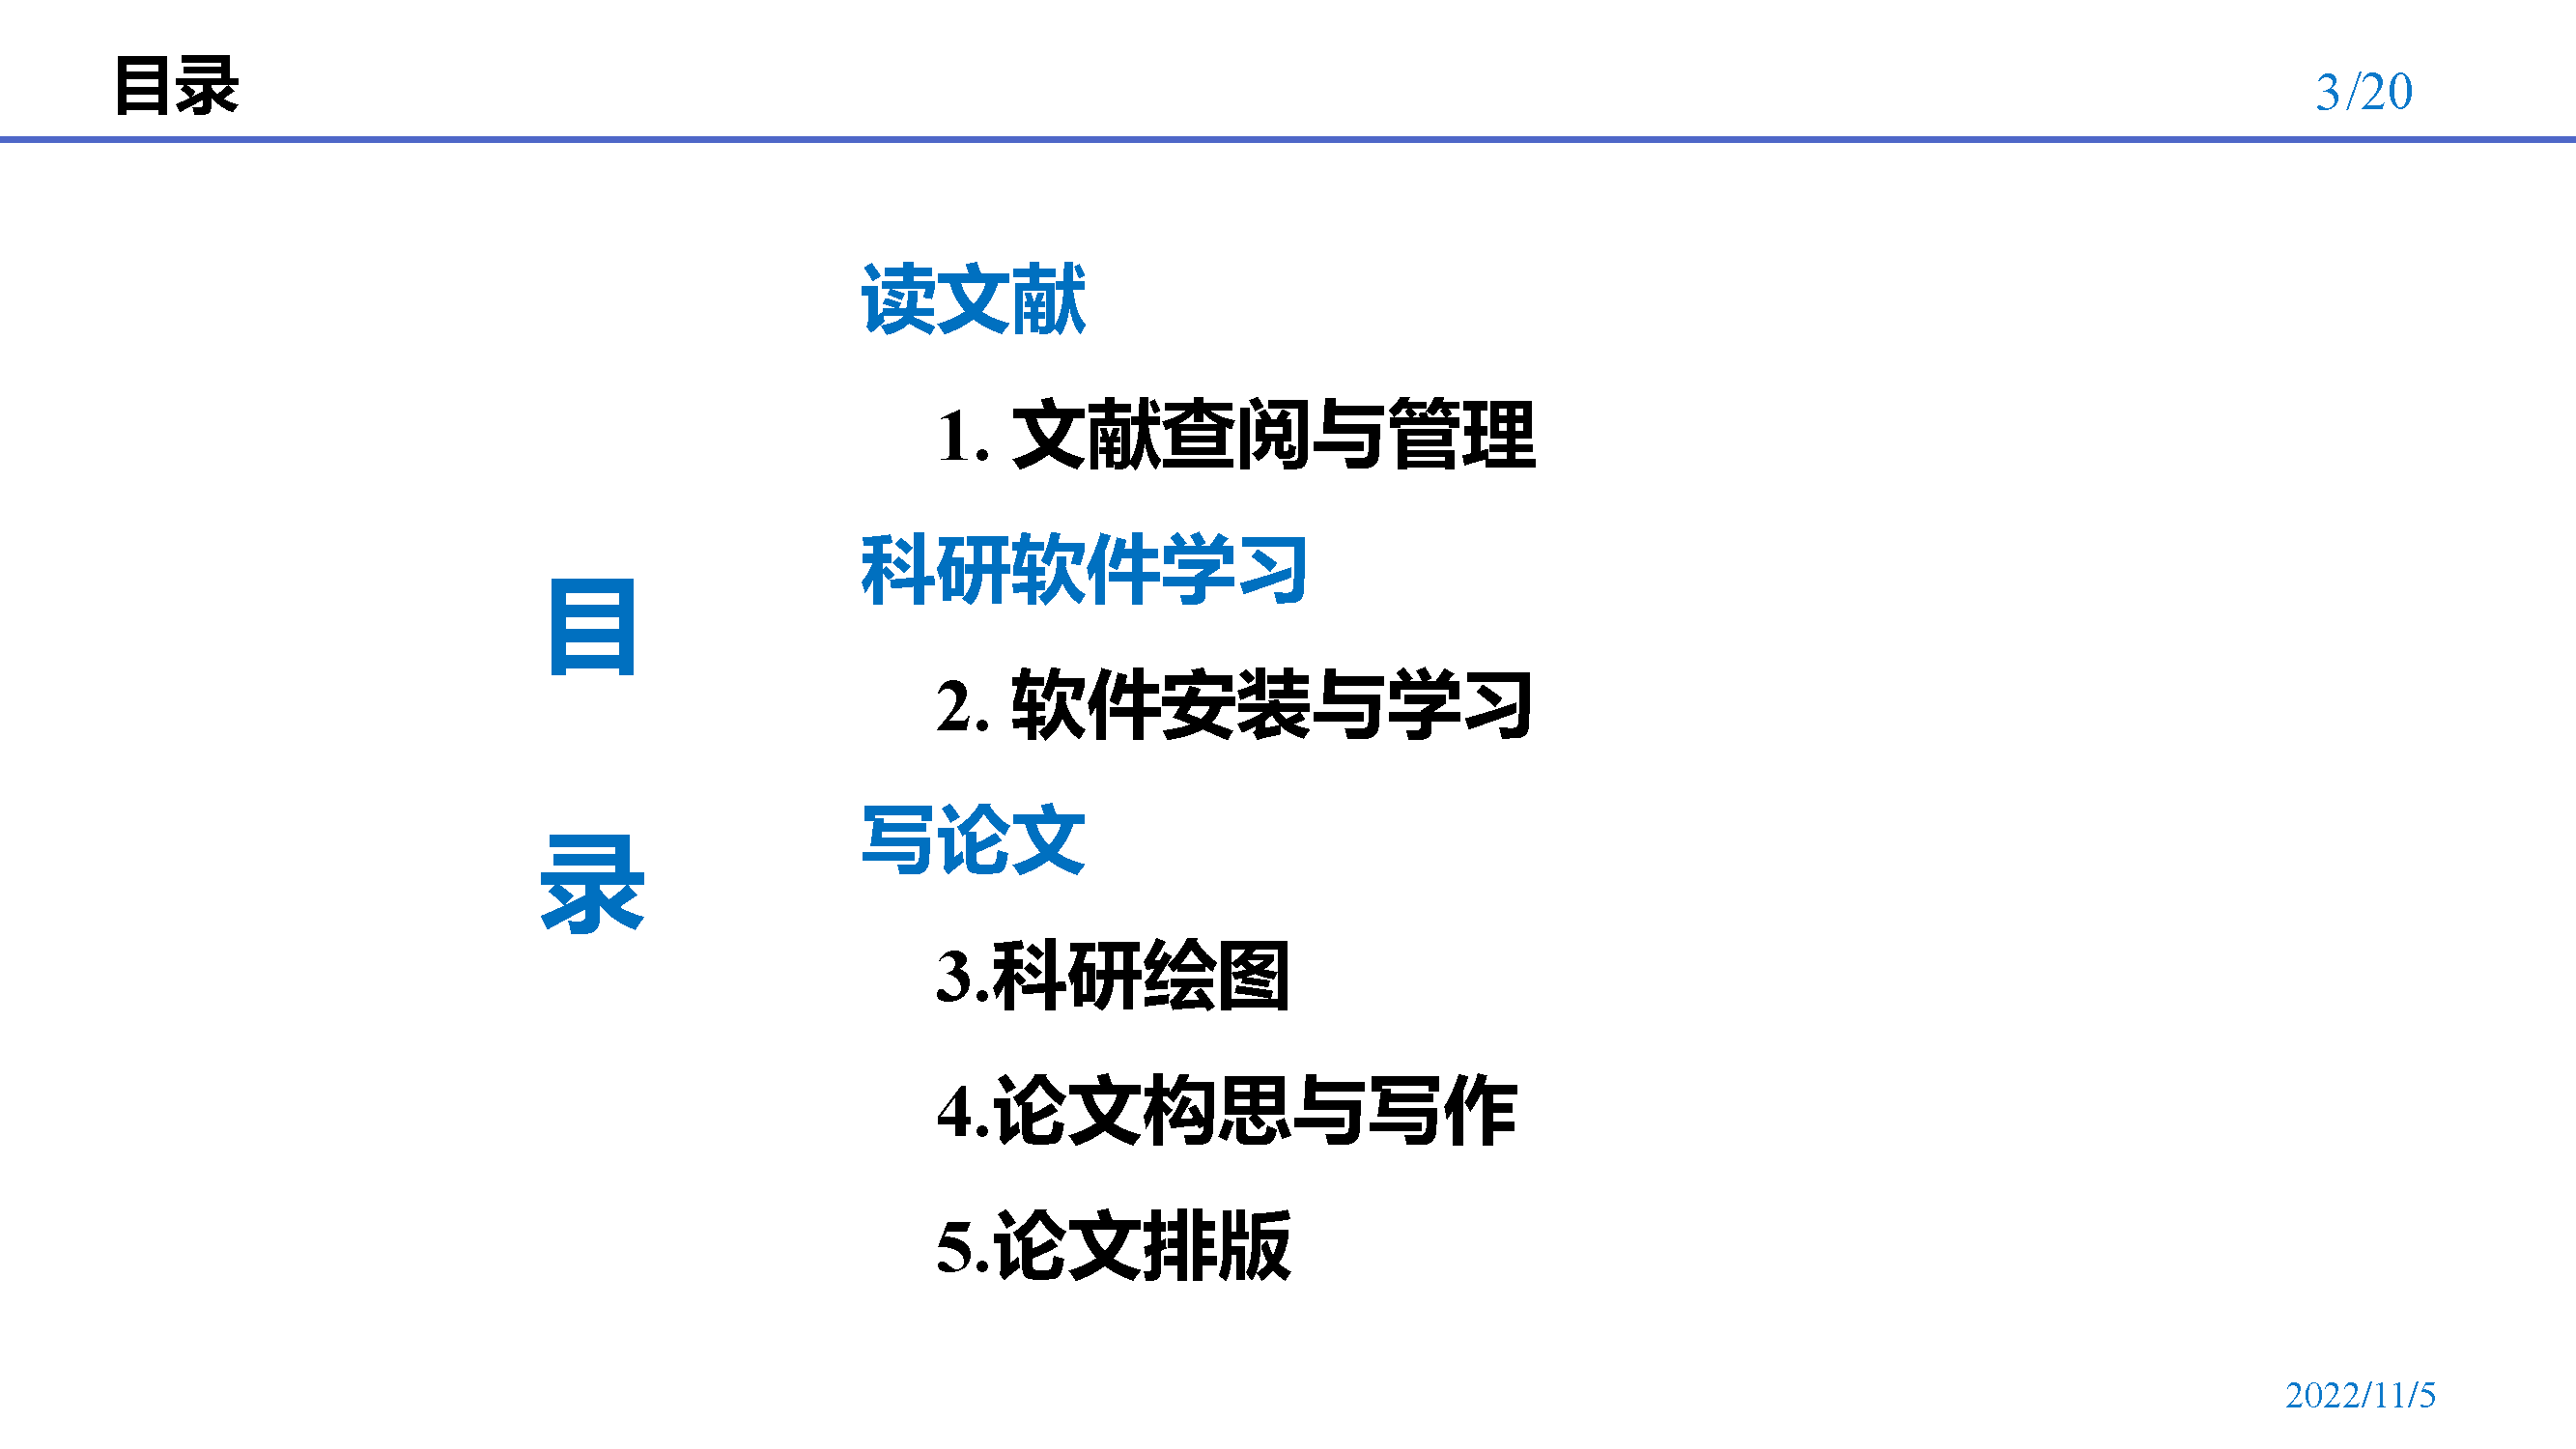 目录
3/20
目
录
读文献
1. 文献查阅与管理
科研软件学习
2. 软件安装与学习
写论文
3.科研绘图
4.论文构思与写作
5.论文排版
2022/11/5